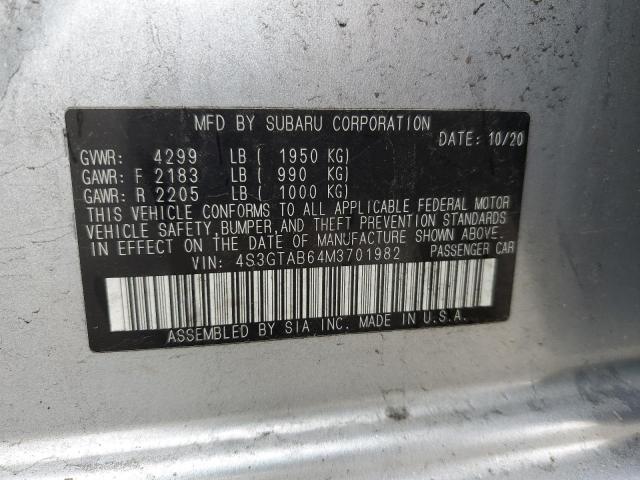 MFD BY SUBARU CORPORATION
DATE: 10/20
GVWR: 4299 LB ( 1950 KG)
GAWR: F 2183 LB ( 990 KG)
GAWR: R 2205 LB ( 1000 KG)
THIS VEHICLE CONFORMS TO ALL APPLICABLE FEDERAL MOTOR
VEHICLE SAFETY, BUMPER, AND THEFT PREVENTION STANDARDS
IN EFFECT ON THE DATE OF MANUFACTURE SHOWN ABOVE.
VIN: 4S3GTAB64M3701982 PASSENGER CAR
ASSEMBLED BY SIA INC. MADE IN U.S.A.